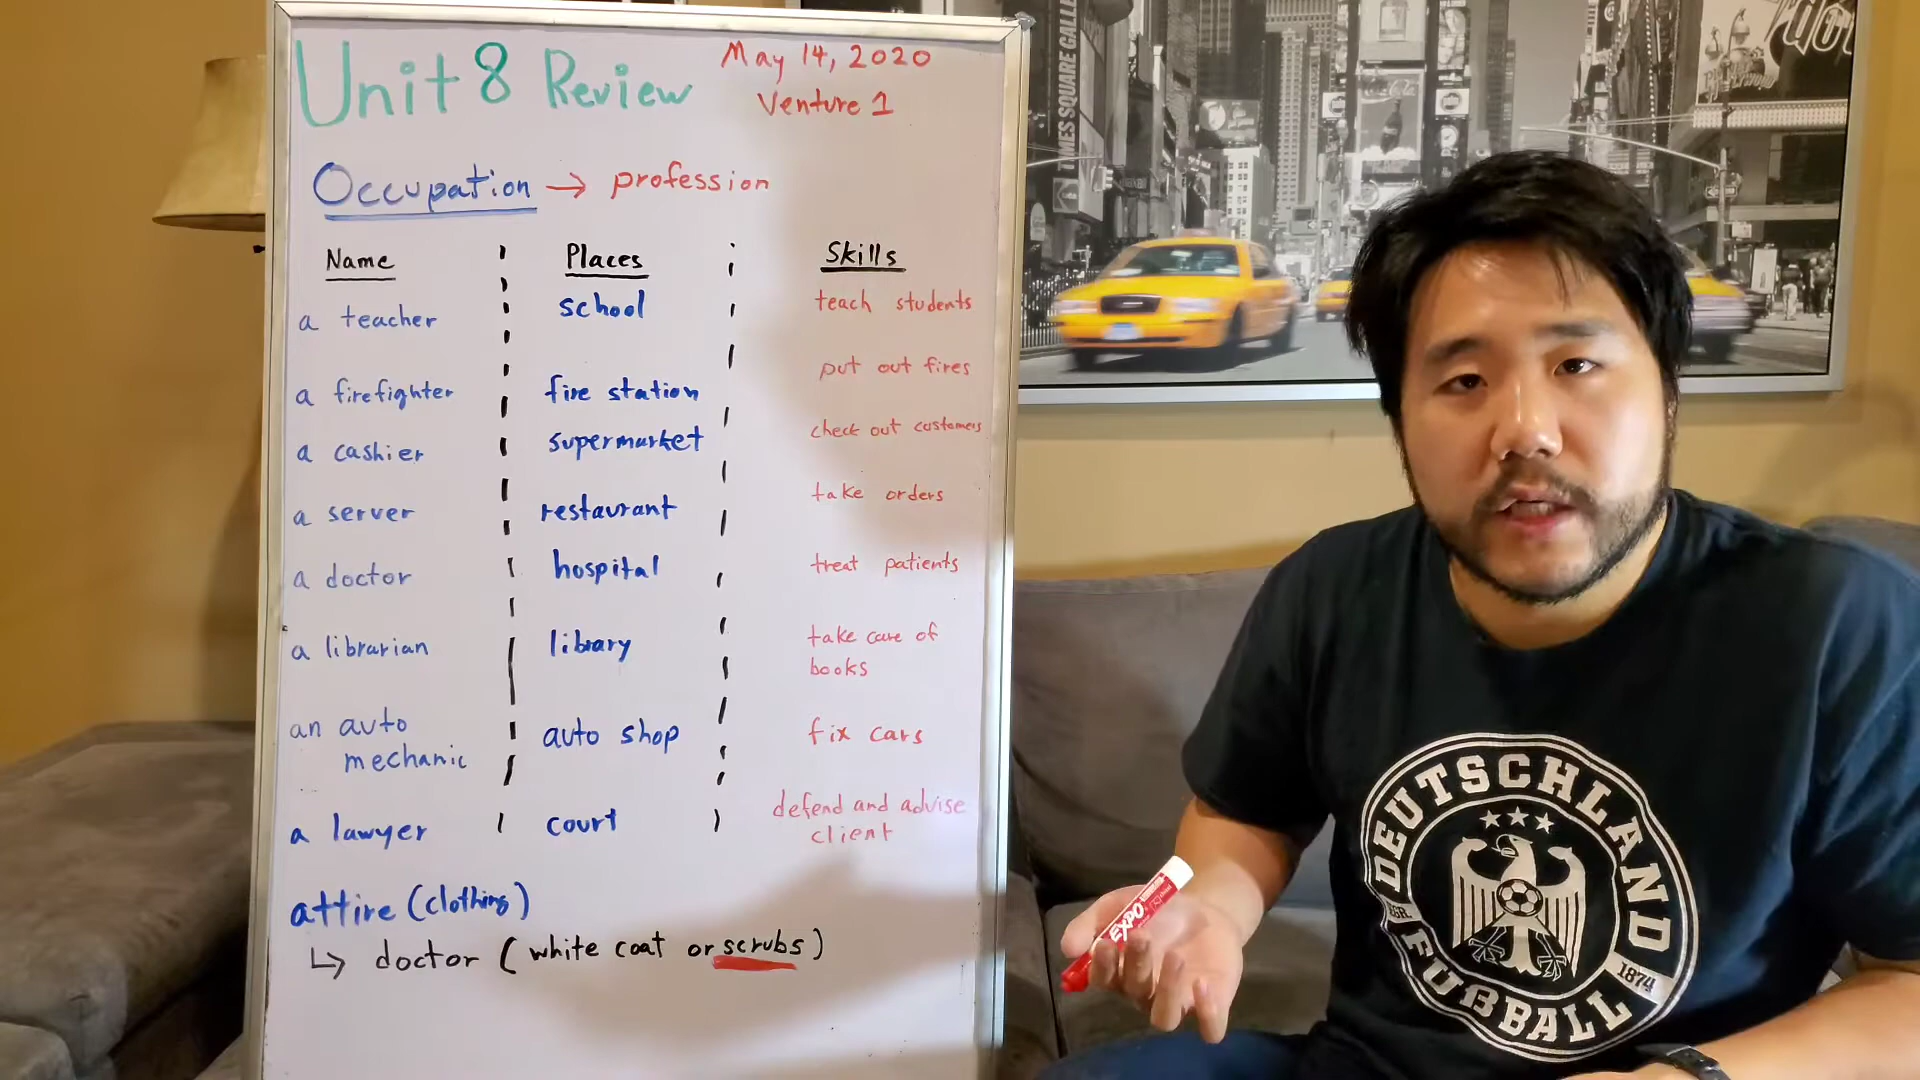 Unit 8 Review
May 14, 2020
Venture 1
Occupation → profession
Name Places Skills
a teacher school teach students
a firefighter fire station put out fires
a cashier supermarket check out customers
a server restaurant take orders
a doctor hospital treat patients
a librarian library take care of
books
an auto
mechanic auto shop fix cars
a lawyer court defend and advise
client
attire (clothing)
↳ doctor (white coat or scrubs)
TIMES SQUARE GALLE
EXPO
DEUTSCHLAND
FUßBALL
1874